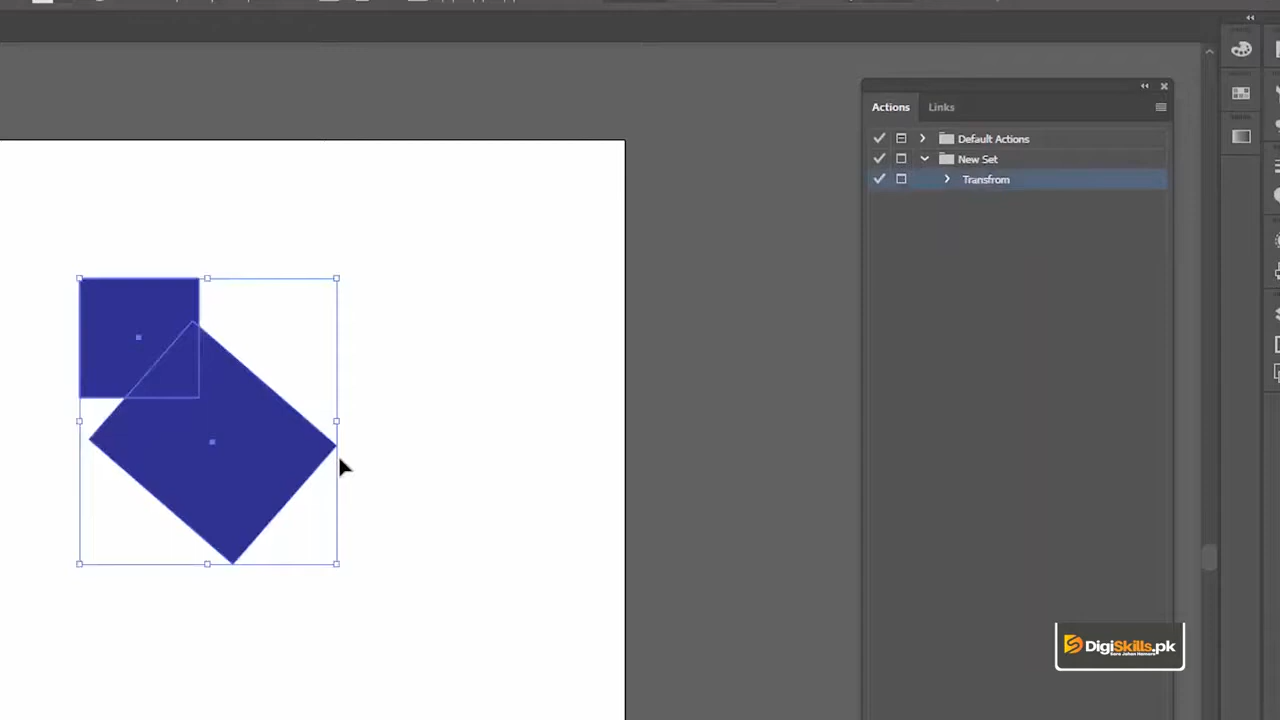 Actions Links
Default Actions
New Set
Transfrom
DigiSkills.pk